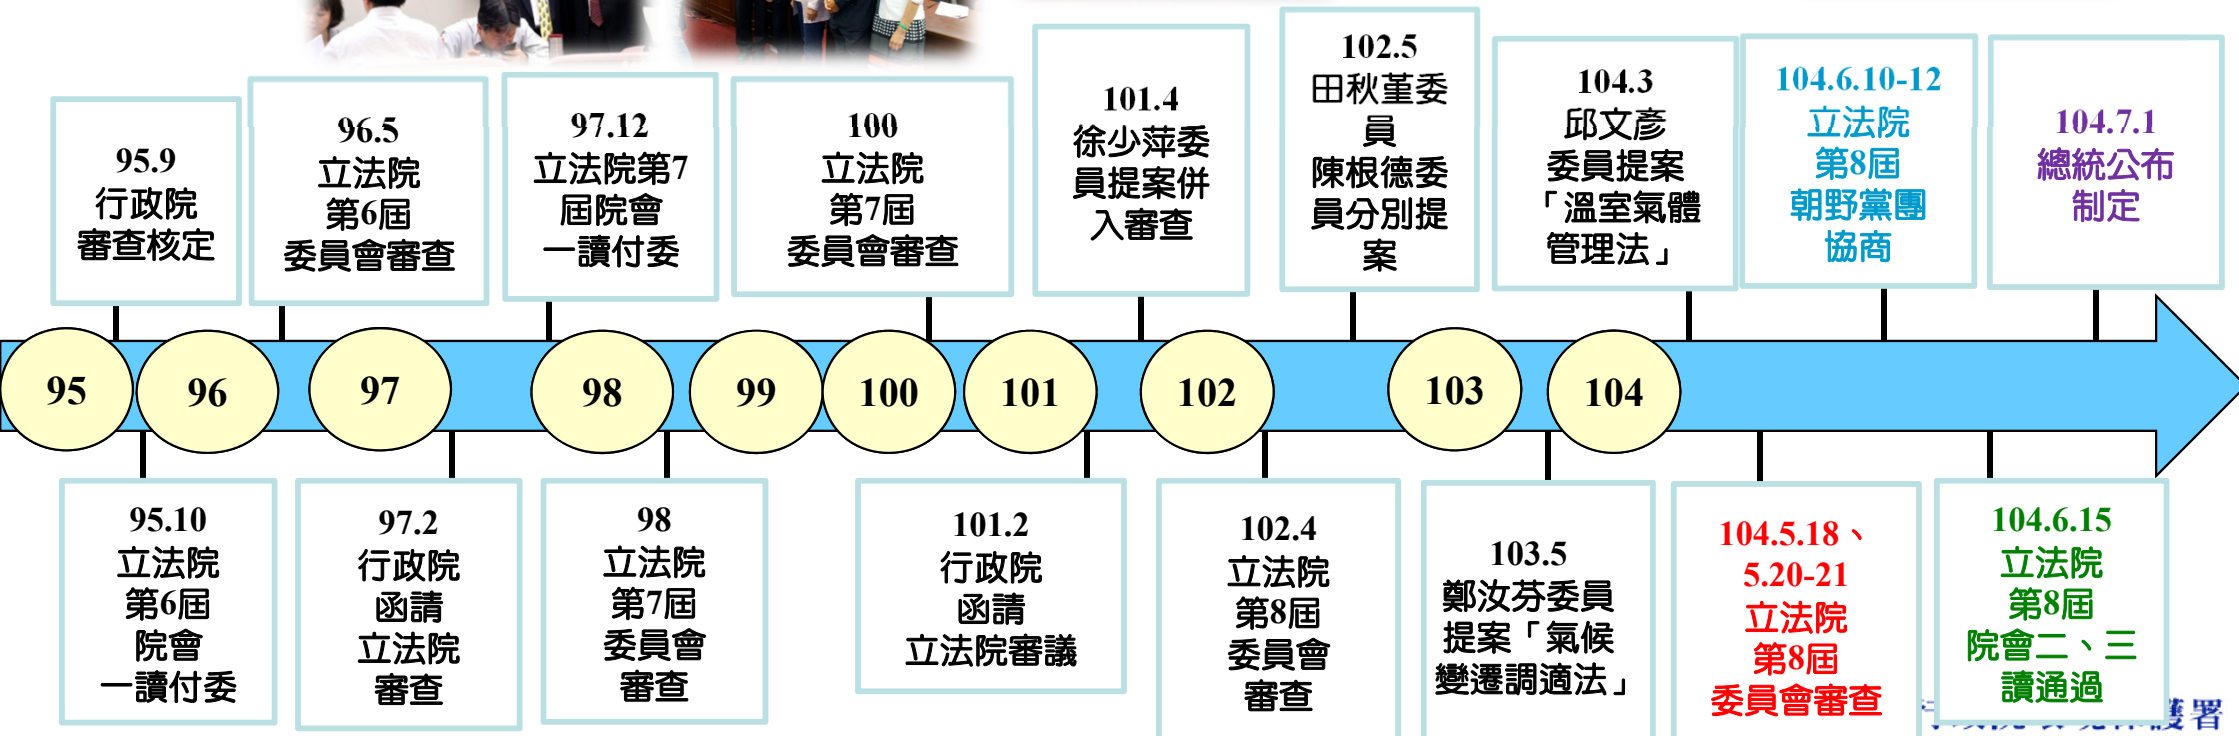 95.9
行政院
審查核定
96.5
立法院
第6屆
委員會審查
97.12
立法院第7
屆院會
一讀付委
100
立法院
第7屆
委員會審查
101.4
徐少萍委
員提案併
入審查
102.5
田秋堇委
員
陳根德委
員分別提
案
104.3
邱文彥
委員提案
「溫室氣體
管理法」
104.6.10-12
立法院
第8屆
朝野黨團
協商
104.7.1
總統公布
制定
95
96
97
98
99
100
101
102
103
104
95.10
立法院
第6屆
院會
一讀付委
97.2
行政院
函請
立法院
審查
98
立法院
第7屆
委員會
審查
101.2
行政院
函請
立法院審議
102.4
立法院
第8屆
委員會
審查
103.5
鄭汝芬委員
提案「氣候
變遷調適法」
104.5.18、
5.20-21
立法院
第8屆
委員會審查
104.6.15
立法院
第8屆
院會二、三
讀通過
護署